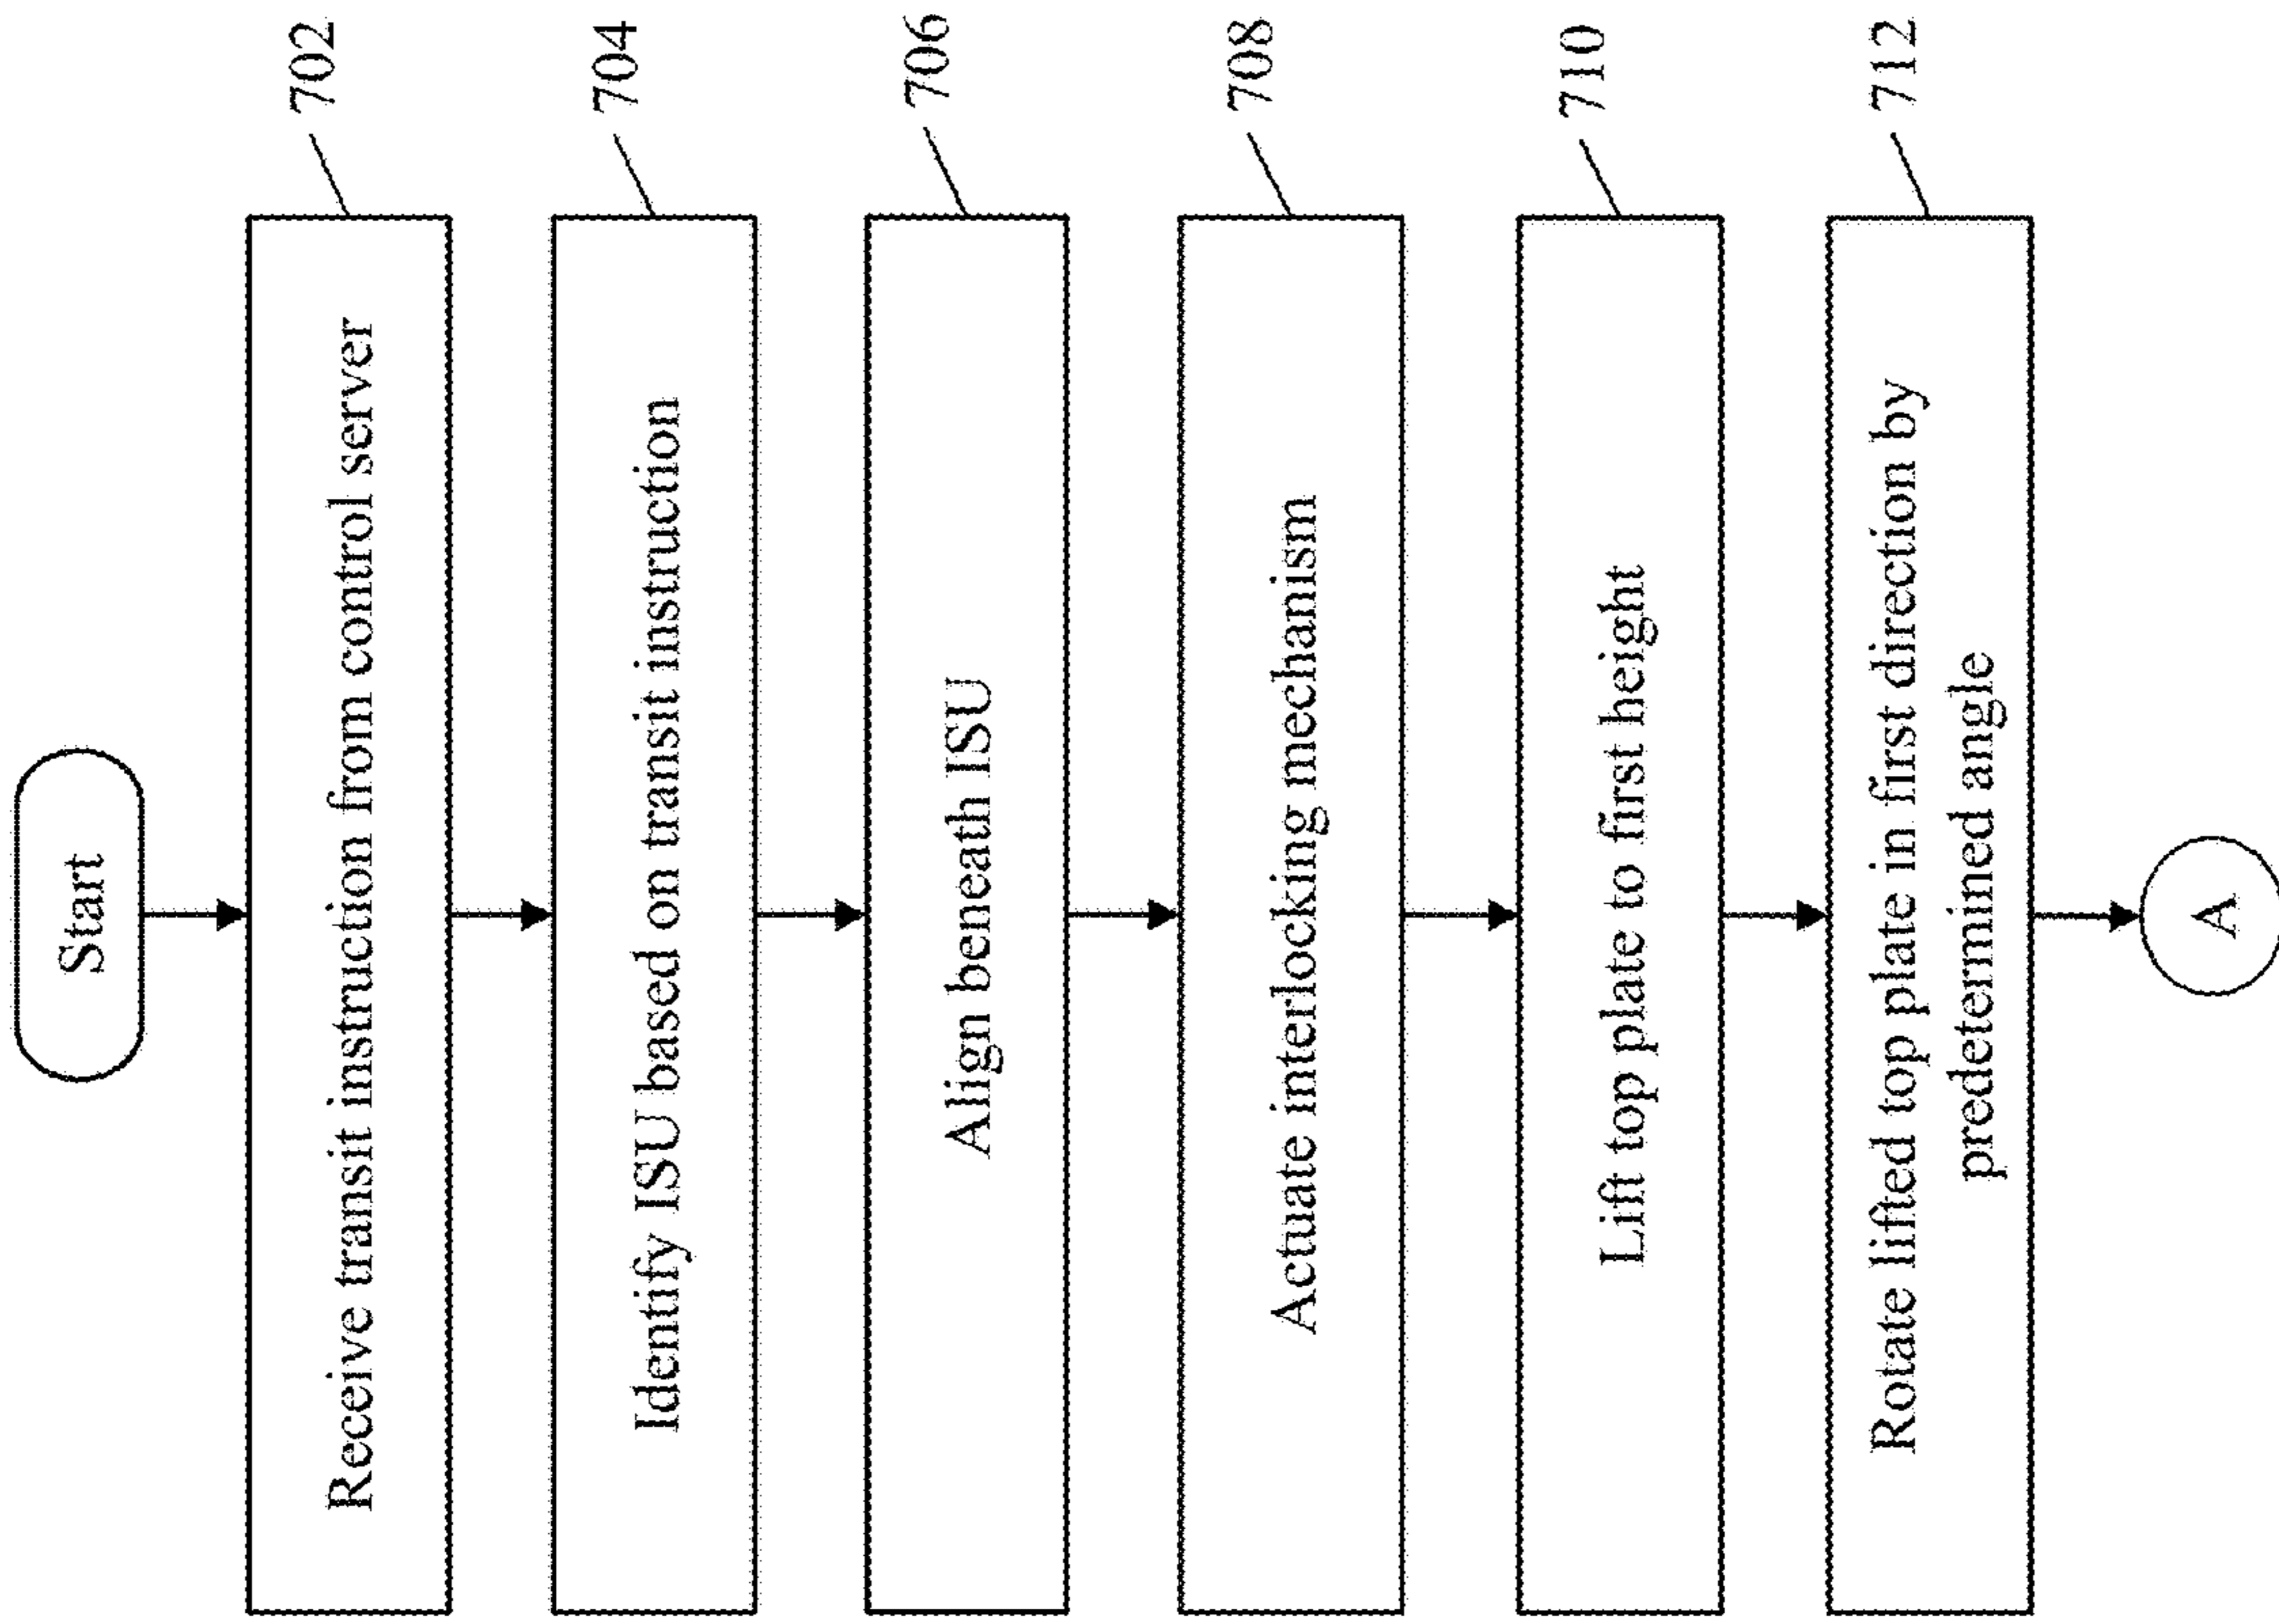 Start
Receive transit instruction from control server
702
Identify ISU based on transit instruction
704
Align beneath ISU
706
Actuate interlocking mechanism
708
Lift top plate to first height
710
Rotate lifted top plate in first direction by
predetermined angle
712
A